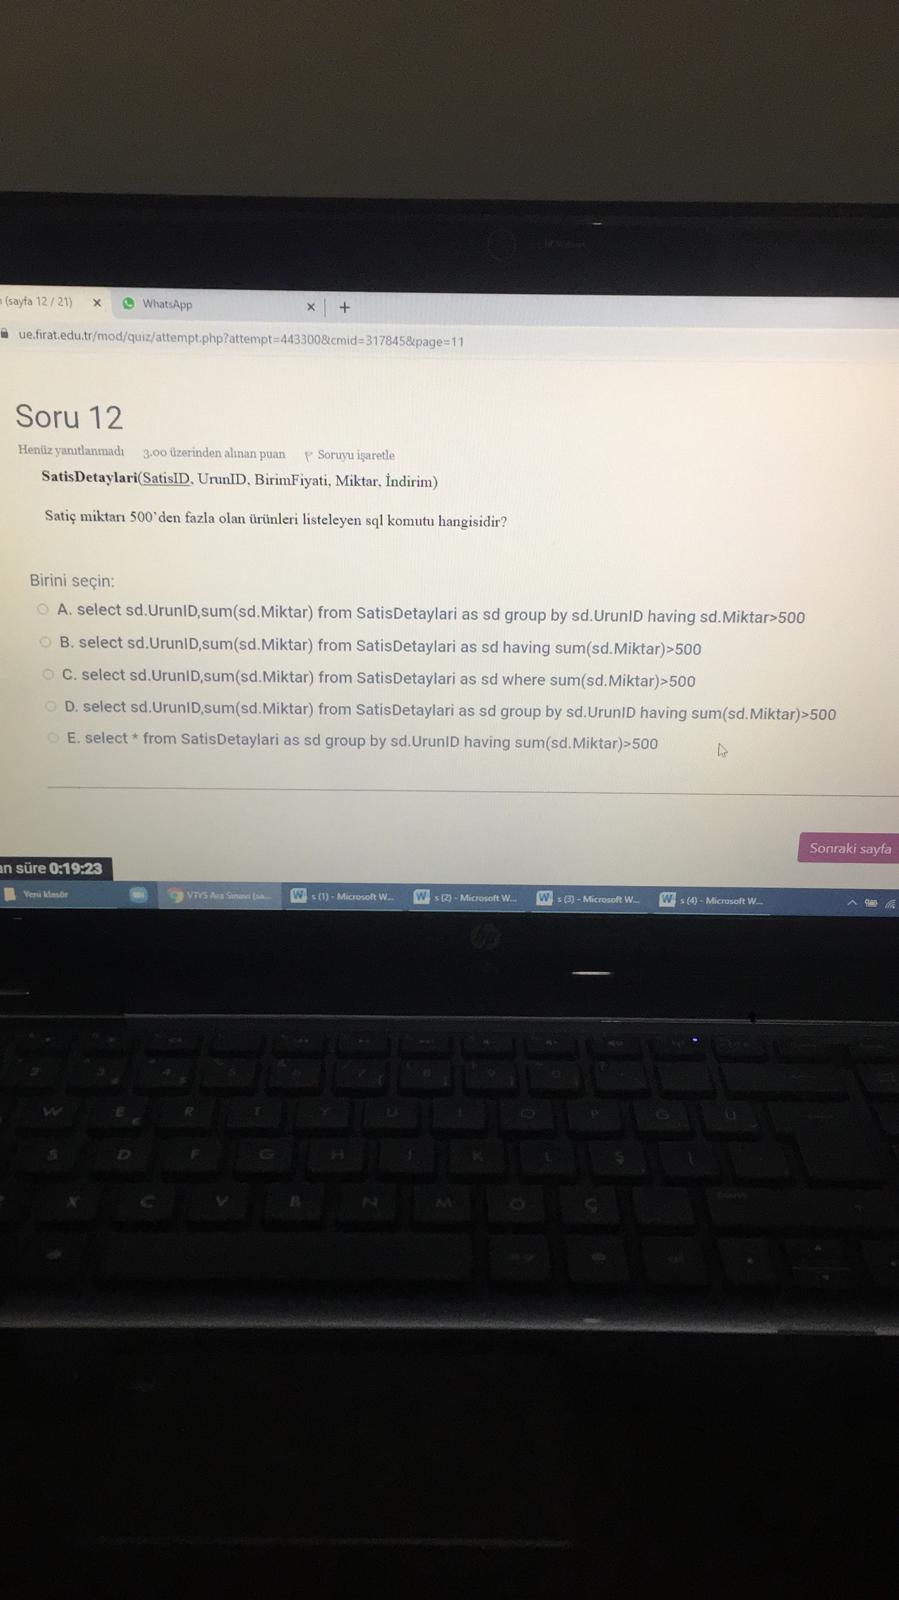 (sayfa 12 / 21)
WhatsApp
ue.firat.edu.tr/mod/quiz/attempt.php?attempt=443300&cmid=317845&page=11
Soru 12
Henüz yanıtlanmadı 3.00 üzerinden alınan puan Soruyu işaretle
SatisDetaylari(SatisID, UrunID, BirimFiyati, Miktar, İndirim)
Satiç miktarı 500'den fazla olan ürünleri listeleyen sql komutu hangisidir?
Birini seçin:
A. select sd.UrunID,sum(sd.Miktar) from SatisDetaylari as sd group by sd.UrunID having sd.Miktar>500
B. select sd.UrunID,sum(sd.Miktar) from SatisDetaylari as sd having sum(sd.Miktar)>500
C. select sd.UrunID,sum(sd.Miktar) from SatisDetaylari as sd where sum(sd.Miktar)>500
D. select sd.UrunID,sum(sd.Miktar) from SatisDetaylari as sd group by sd.UrunID having sum(sd.Miktar)>500
E. select * from SatisDetaylari as sd group by sd.UrunID having sum(sd.Miktar)>500
Sonraki sayfa
an süre 0:19:23
Yeni klasör
VTYS Ara Sınavı (sa...
s (1) - Microsoft W...
s (2) - Microsoft W...
s (3) - Microsoft W...
s (4) - Microsoft W...
hp
W E R T Y U I O P Ğ Ü
S D F G H J K L Ş İ
X C V B N M Ö Ç